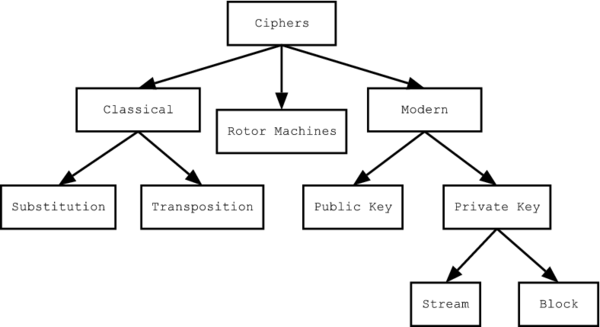 Ciphers
Classical
Rotor Machines
Modern
Substitution
Transposition
Public Key
Private Key
Stream
Block